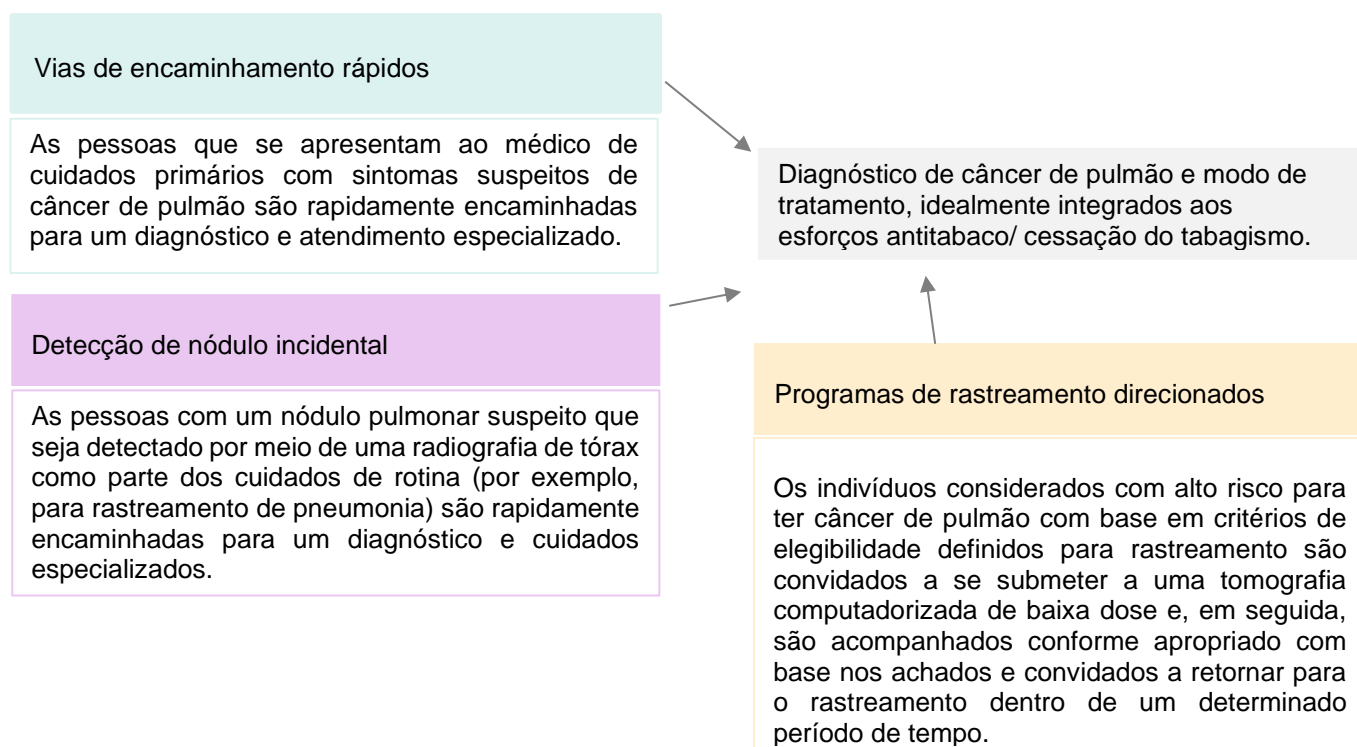 Vias de encaminhamento rápidos
As pessoas que se apresentam ao médico de
cuidados primários com sintomas suspeitos de
câncer de pulmão são rapidamente encaminhadas
para um diagnóstico e atendimento especializado.
Detecção de nódulo incidental
As pessoas com um nódulo pulmonar suspeito que
seja detectado por meio de uma radiografia de tórax
como parte dos cuidados de rotina (por exemplo,
para rastreamento de pneumonia) são rapidamente
encaminhadas para um diagnóstico e cuidados
especializados.
Diagnóstico de câncer de pulmão e modo de
tratamento, idealmente integrados aos
esforços antitabaco/ cessação do tabagismo.
Programas de rastreamento direcionados
Os indivíduos considerados com alto risco para
ter câncer de pulmão com base em critérios de
elegibilidade definidos para rastreamento são
convidados a se submeter a uma tomografia
computadorizada de baixa dose e, em seguida,
são acompanhados conforme apropriado com
base nos achados e convidados a retornar para
o rastreamento dentro de um determinado
período de tempo.